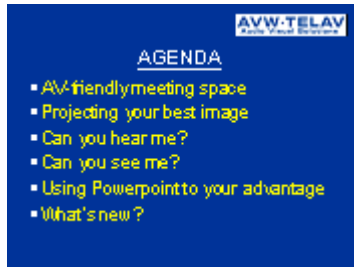 AVW-TELAV
Audio Visual Solutions
AGENDA
▪ AV-friendly meeting space
▪ Projecting your best image
▪ Can you hear me?
▪ Can you see me?
▪ Using Powerpoint to your advantage
▪ What's new?